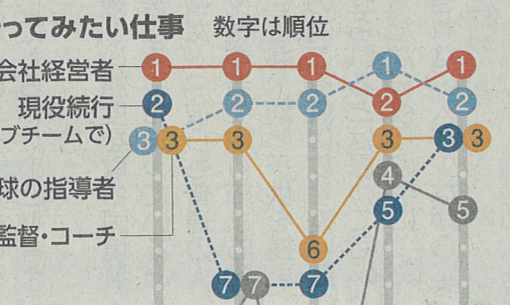 ってみたい仕事 数字は順位
会社経営者 1 1 1 1 1
現役続行 2 2 2 2 2
ブチームで) 3 3 3 3 3 3
球の指導者 4
5 5
監督・コーチ 6
7 7 7